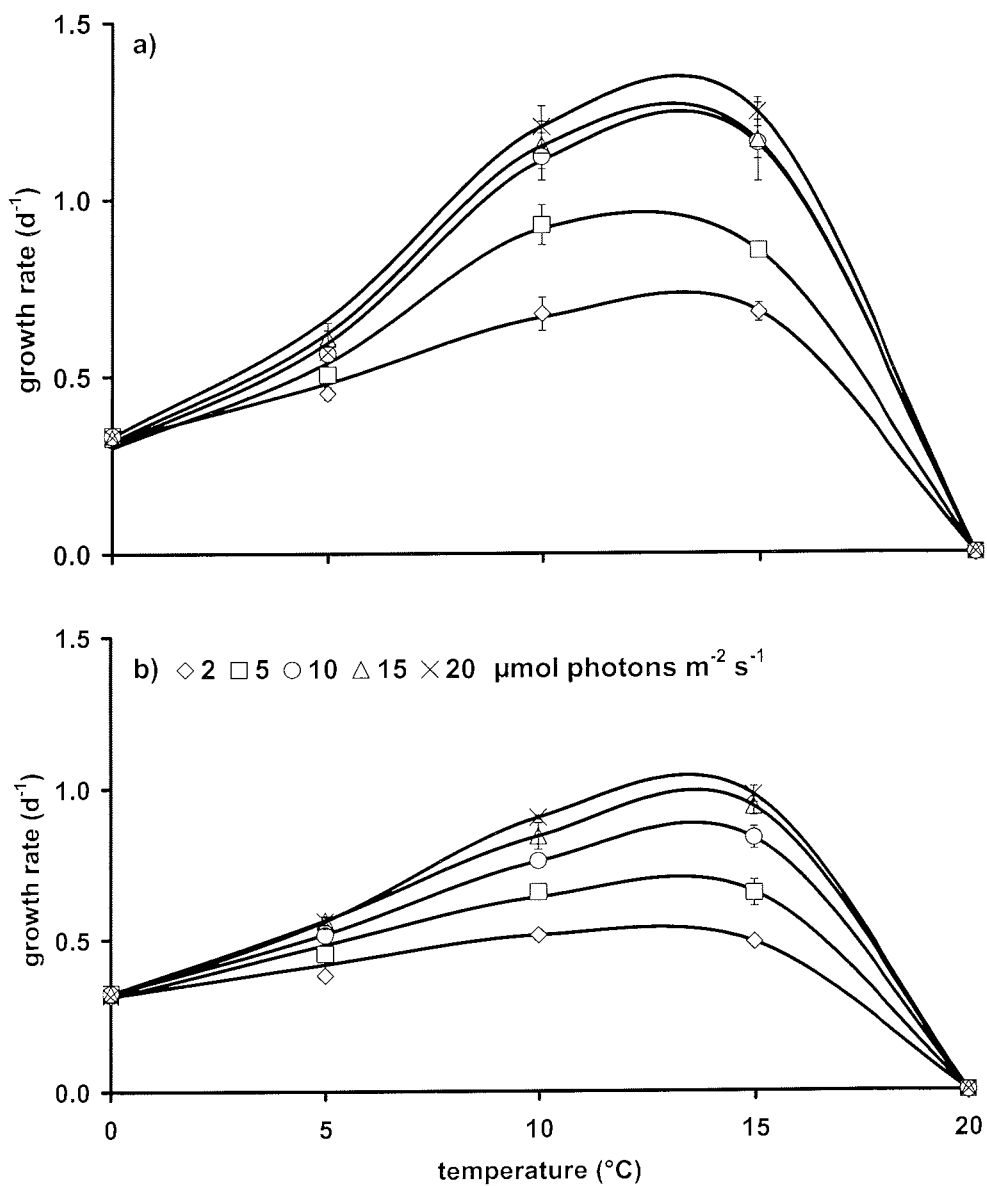 1.5
a)
1.0
growth rate (d⁻¹)
0.5
0.0
1.5
b) ◇ 2 □ 5 ○ 10 △ 15 × 20 µmol photons m⁻² s⁻¹
1.0
growth rate (d⁻¹)
0.5
0.0
0 5 10 15 20
temperature (°C)